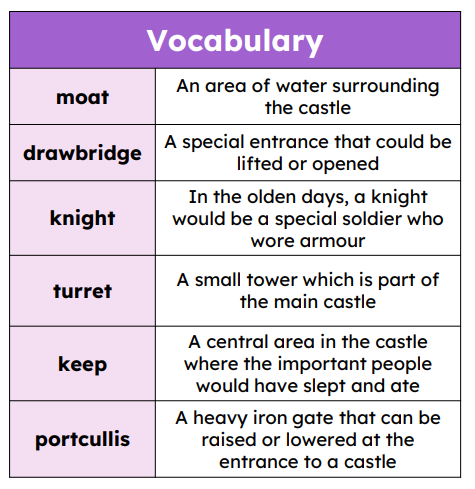 Vocabulary
moat
An area of water surrounding
the castle
drawbridge
A special entrance that could be
lifted or opened
knight
In the olden days, a knight
would be a special soldier who
wore armour
turret
A small tower which is part of
the main castle
keep
A central area in the castle
where the important people
would have slept and ate
portcullis
A heavy iron gate that can be
raised or lowered at the
entrance to a castle